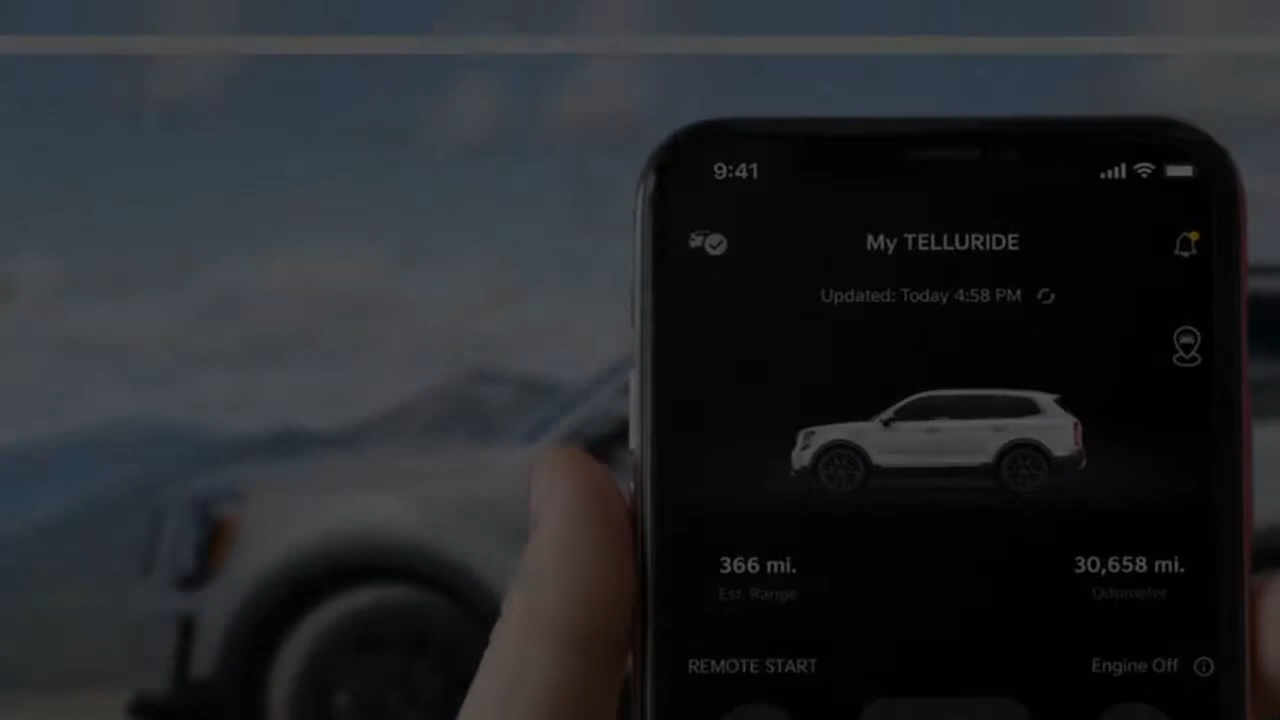 9:41
My TELLURIDE
Updated: Today 4:58 PM
366 mi.
30,658 mi.
Est. Range
Odometer
REMOTE START
Engine Off